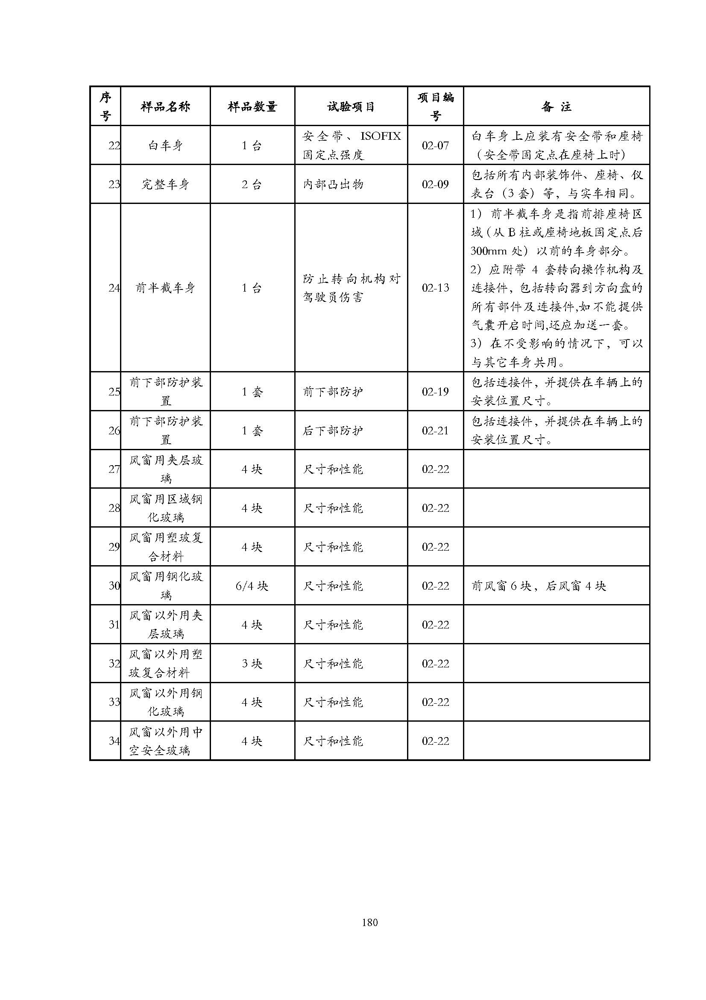 序
号
样品名称
样品数量
试验项目
项目编
号
备 注
22
白车身
1 台
安全带、ISOFIX
固定点强度
02-07
白车身上应装有安全带和座椅
（安全带固定点在座椅上时）
23
完整车身
2 台
内部凸出物
02-09
包括所有内部装饰件、座椅、仪
表台（3 套）等，与实车相同。
24
前半截车身
1 台
防止转向机构对
驾驶员伤害
02-13
1）前半截车身是指前排座椅区
域（从 B 柱或座椅地板固定点后
300mm 处）以前的车身部分。
2）应附带 4 套转向操作机构及
连接件，包括转向器到方向盘的
所有部件及连接件,如不能提供
气囊开启时间,还应加送一套。
3）在不受影响的情况下，可以
与其它车身共用。
25
前下部防护装
置
1 套
前下部防护
02-19
包括连接件，并提供在车辆上的
安装位置尺寸。
26
前下部防护装
置
1 套
后下部防护
02-21
包括连接件，并提供在车辆上的
安装位置尺寸。
27
风窗用夹层玻
璃
4 块
尺寸和性能
02-22
28
风窗用区域钢
化玻璃
4 块
尺寸和性能
02-22
29
风窗用塑玻复
合材料
4 块
尺寸和性能
02-22
30
风窗用钢化玻
璃
6/4 块
尺寸和性能
02-22
前风窗 6 块，后风窗 4 块
31
风窗以外用夹
层玻璃
4 块
尺寸和性能
02-22
32
风窗以外用塑
玻复合材料
3 块
尺寸和性能
02-22
33
风窗以外用钢
化玻璃
4 块
尺寸和性能
02-22
34
风窗以外用中
空安全玻璃
4 块
尺寸和性能
02-22
180